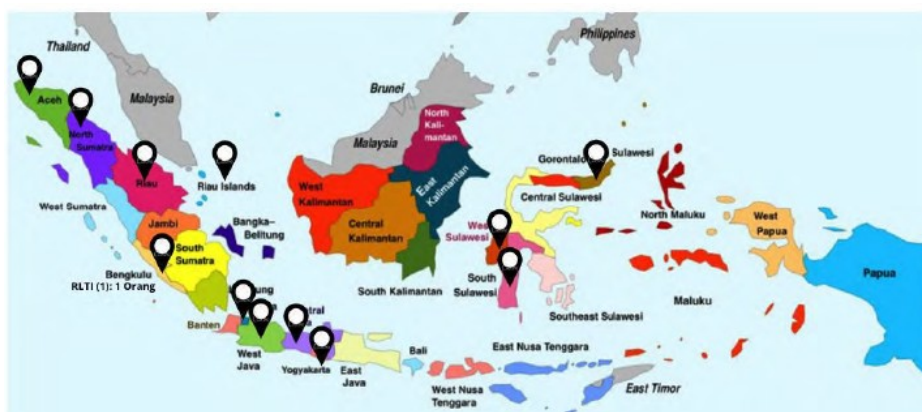 Thailand
Philippines
Aceh
Malaysia
Brunei
North
Sumatra
North
Kali-
mantan
Malaysia
Riau
Riau Islands
Gorontalo
Sulawesi
West
Kalimantan
East Kalimantan
Central Sulawesi
West Sumatra
Jambi
Bangka–
Belitung
Central
Kalimantan
Sulawesi
North Maluku
West
Papua
South
Sumatra
Bengkulu
RLTI (1): 1 Orang
South Kalimantan
South
Sulawesi
Southeast Sulawesi
Maluku
Papua
Banten
West
Java
Yogyakarta
East
Java
Bali
East Nusa Tenggara
West Nusa
Tenggara
East Timor